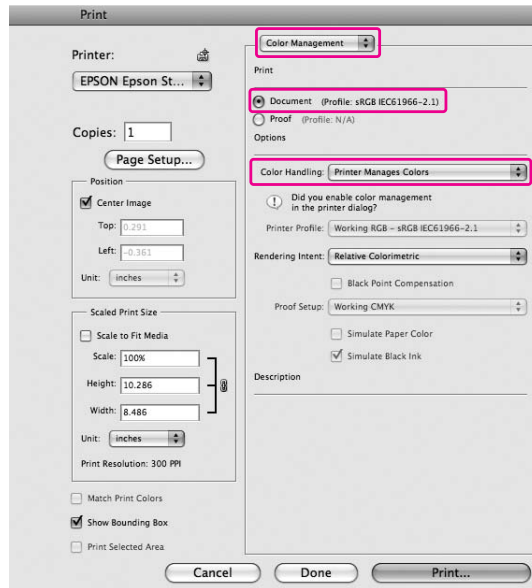 Print
Printer:
EPSON Epson St...
Copies: 1
Page Setup...
Position
Center Image
Top: 0.291
Left: -0.361
Unit: inches
Scaled Print Size
Scale to Fit Media
Scale: 100%
Height: 10.286
Width: 8.486
Unit: inches
Print Resolution: 300 PPI
Match Print Colors
Show Bounding Box
Print Selected Area
Color Management
Print
Document (Profile: sRGB IEC61966-2.1)
Proof (Profile: N/A)
Options
Color Handling: Printer Manages Colors
Did you enable color management
in the printer dialog?
Printer Profile: Working RGB - sRGB IEC61966-2.1
Rendering Intent: Relative Colorimetric
Black Point Compensation
Proof Setup: Working CMYK
Simulate Paper Color
Simulate Black Ink
Description
Cancel
Done
Print...